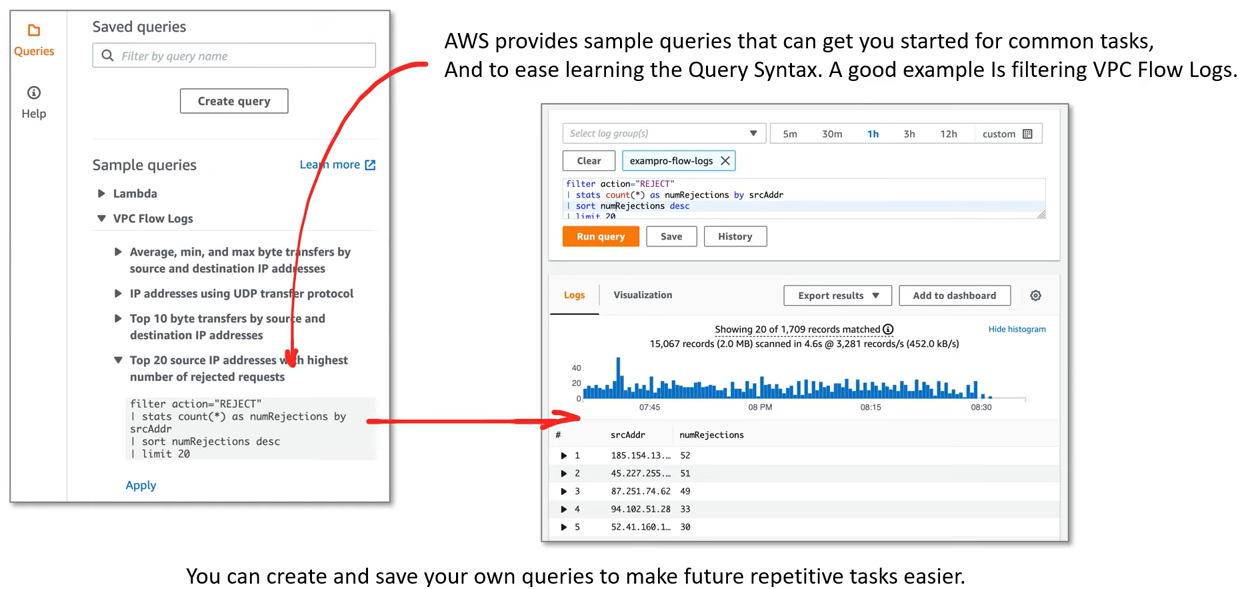 Queries
Help
Saved queries
Filter by query name
Create query
Sample queries
Learn more
Lambda
VPC Flow Logs
Average, min, and max byte transfers by
source and destination IP addresses
IP addresses using UDP transfer protocol
Top 10 byte transfers by source and
destination IP addresses
Top 20 source IP addresses with highest
number of rejected requests
filter action="REJECT"
| stats count(*) as numRejections by
srcAddr
| sort numRejections desc
| limit 20
Apply
AWS provides sample queries that can get you started for common tasks,
And to ease learning the Query Syntax. A good example Is filtering VPC Flow Logs.
Select log group(s)
5m 30m 1h 3h 12h custom
Clear
exampro-flow-logs
filter action="REJECT"
| stats count(*) as numRejections by srcAddr
| sort numRejections desc
| limit 20
Run query Save History
Logs Visualization Export results Add to dashboard
Showing 20 of 1,709 records matched
Hide histogram
15,067 records (2.0 MB) scanned in 4.6s @ 3,281 records/s (452.0 kB/s)
40
20
0
07:45 08 PM 08:15 08:30
# srcAddr numRejections
1 185.154.13... 52
2 45.227.255... 51
3 87.251.74.62 49
4 94.102.51.28 33
5 52.41.160.1... 30
You can create and save your own queries to make future repetitive tasks easier.